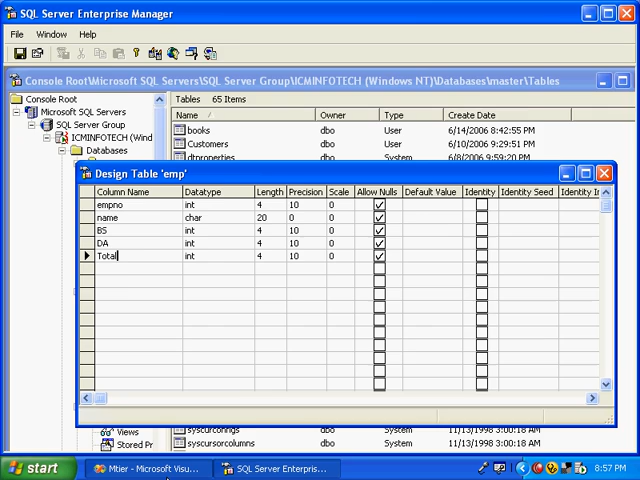 SQL Server Enterprise Manager
File Window Help
Console Root\Microsoft SQL Servers\SQL Server Group\ICMINFOTECH (Windows NT)\Databases\master\Tables
Console Root
Microsoft SQL Servers
SQL Server Group
ICMINFOTECH (Wind
Databases
Tables 65 Items
Name Owner Type Create Date
books dbo User 6/14/2006 8:42:55 PM
Customers dbo User 6/10/2006 9:29:51 PM
dtproperties dbo System 6/8/2006 9:59:20 PM
Design Table 'emp'
Column Name Datatype Length Precision Scale Allow Nulls Default Value Identity Identity Seed Identity In
empno int 4 10 0
name char 20 0 0
BS int 4 10 0
DA int 4 10 0
Total int 4 10 0
Views
Stored Pr
sysconfigs dbo System 11/13/1998 3:00:18 AM
syscursorcolumns dbo System 11/13/1998 3:00:18 AM
start Mtier - Microsoft Visu... SQL Server Enterpris... 8:57 PM